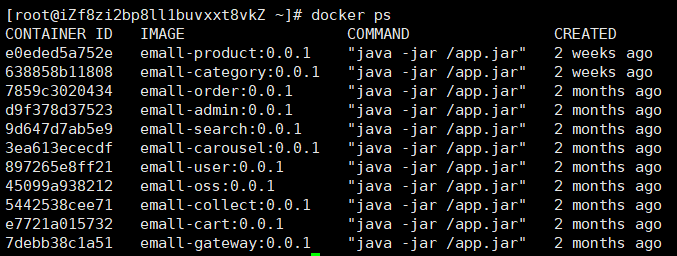 [root@iZf8zi2bp8ll1buvxxt8vkZ ~]# docker ps
CONTAINER ID   IMAGE                  COMMAND                CREATED
e0eded5a752e   emall-product:0.0.1    "java -jar /app.jar"   2 weeks ago
638858b11808   emall-category:0.0.1   "java -jar /app.jar"   2 weeks ago
7859c3020434   emall-order:0.0.1      "java -jar /app.jar"   2 months ago
d9f378d37523   emall-admin:0.0.1      "java -jar /app.jar"   2 months ago
9d647d7ab5e9   emall-search:0.0.1     "java -jar /app.jar"   2 months ago
3ea613ececdf   emall-carousel:0.0.1   "java -jar /app.jar"   2 months ago
897265e8ff21   emall-user:0.0.1       "java -jar /app.jar"   2 months ago
45099a938212   emall-oss:0.0.1        "java -jar /app.jar"   2 months ago
5442538cee71   emall-collect:0.0.1    "java -jar /app.jar"   2 months ago
e7721a015732   emall-cart:0.0.1       "java -jar /app.jar"   2 months ago
7debb38c1a51   emall-gateway:0.0.1    "java -jar /app.jar"   2 months ago